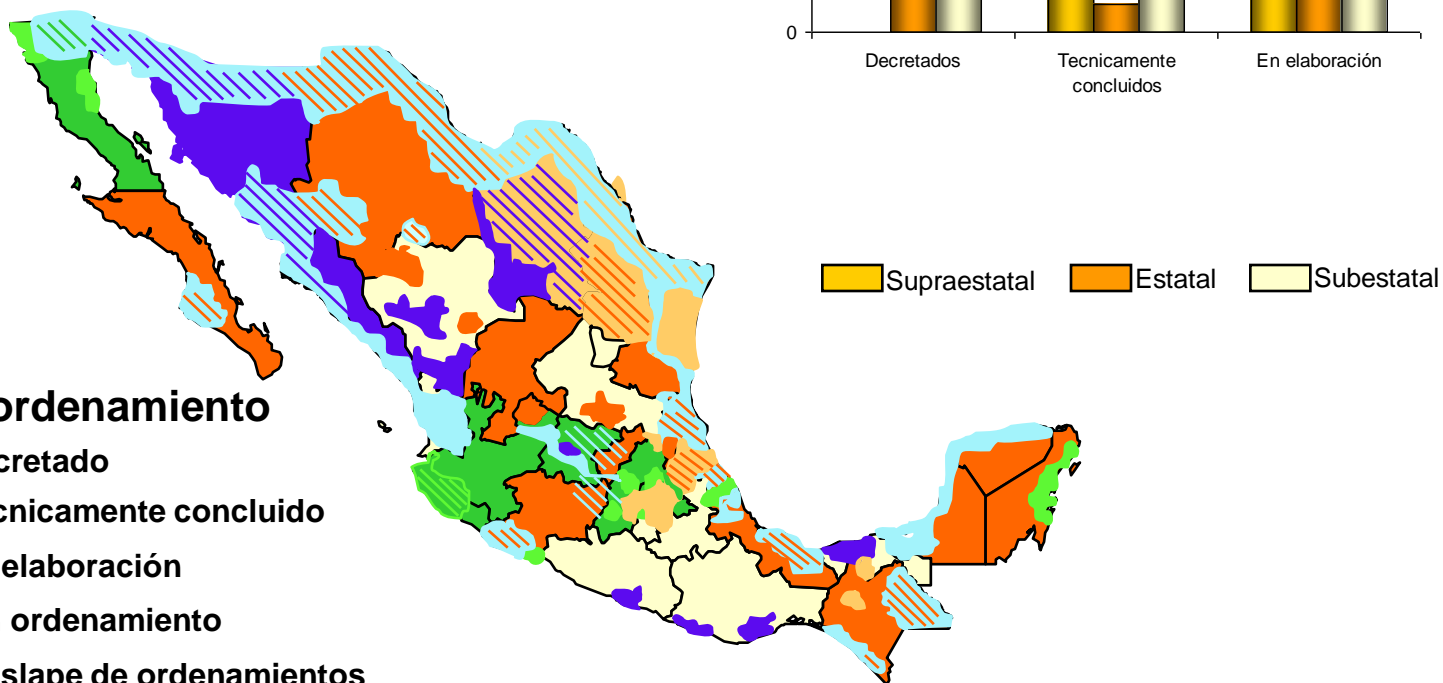 0
Decretados
Tecnicamente
concluidos
En elaboración
Supraestatal
Estatal
Subestatal
ordenamiento
cretado
cnicamente concluido
elaboración
ordenamiento
slape de ordenamientos